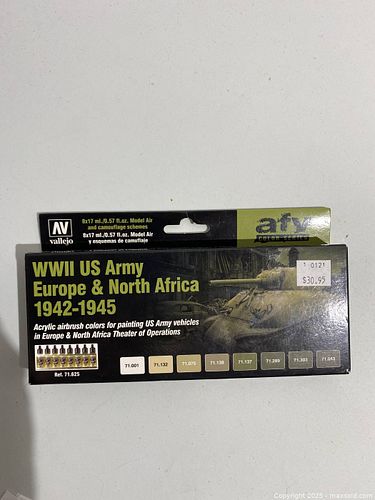 8x17 ml./0.57 fl.oz. Model Air
and camouflage schemes
8x17 ml./0.57 fl.oz. Model Air
y esquemas de camuflaje
AV
vallejo
afv
COLOR SERIES
WWII US Army
Europe & North Africa
1942-1945
Acrylic airbrush colors for painting US Army vehicles
in Europe & North Africa Theater of Operations
1 0121
$30.95
Ref. 71.625
71.001
71.132
71.075
71.138
71.137
71.289
71.303
71.043
Copyright 2025 - maxsold.com